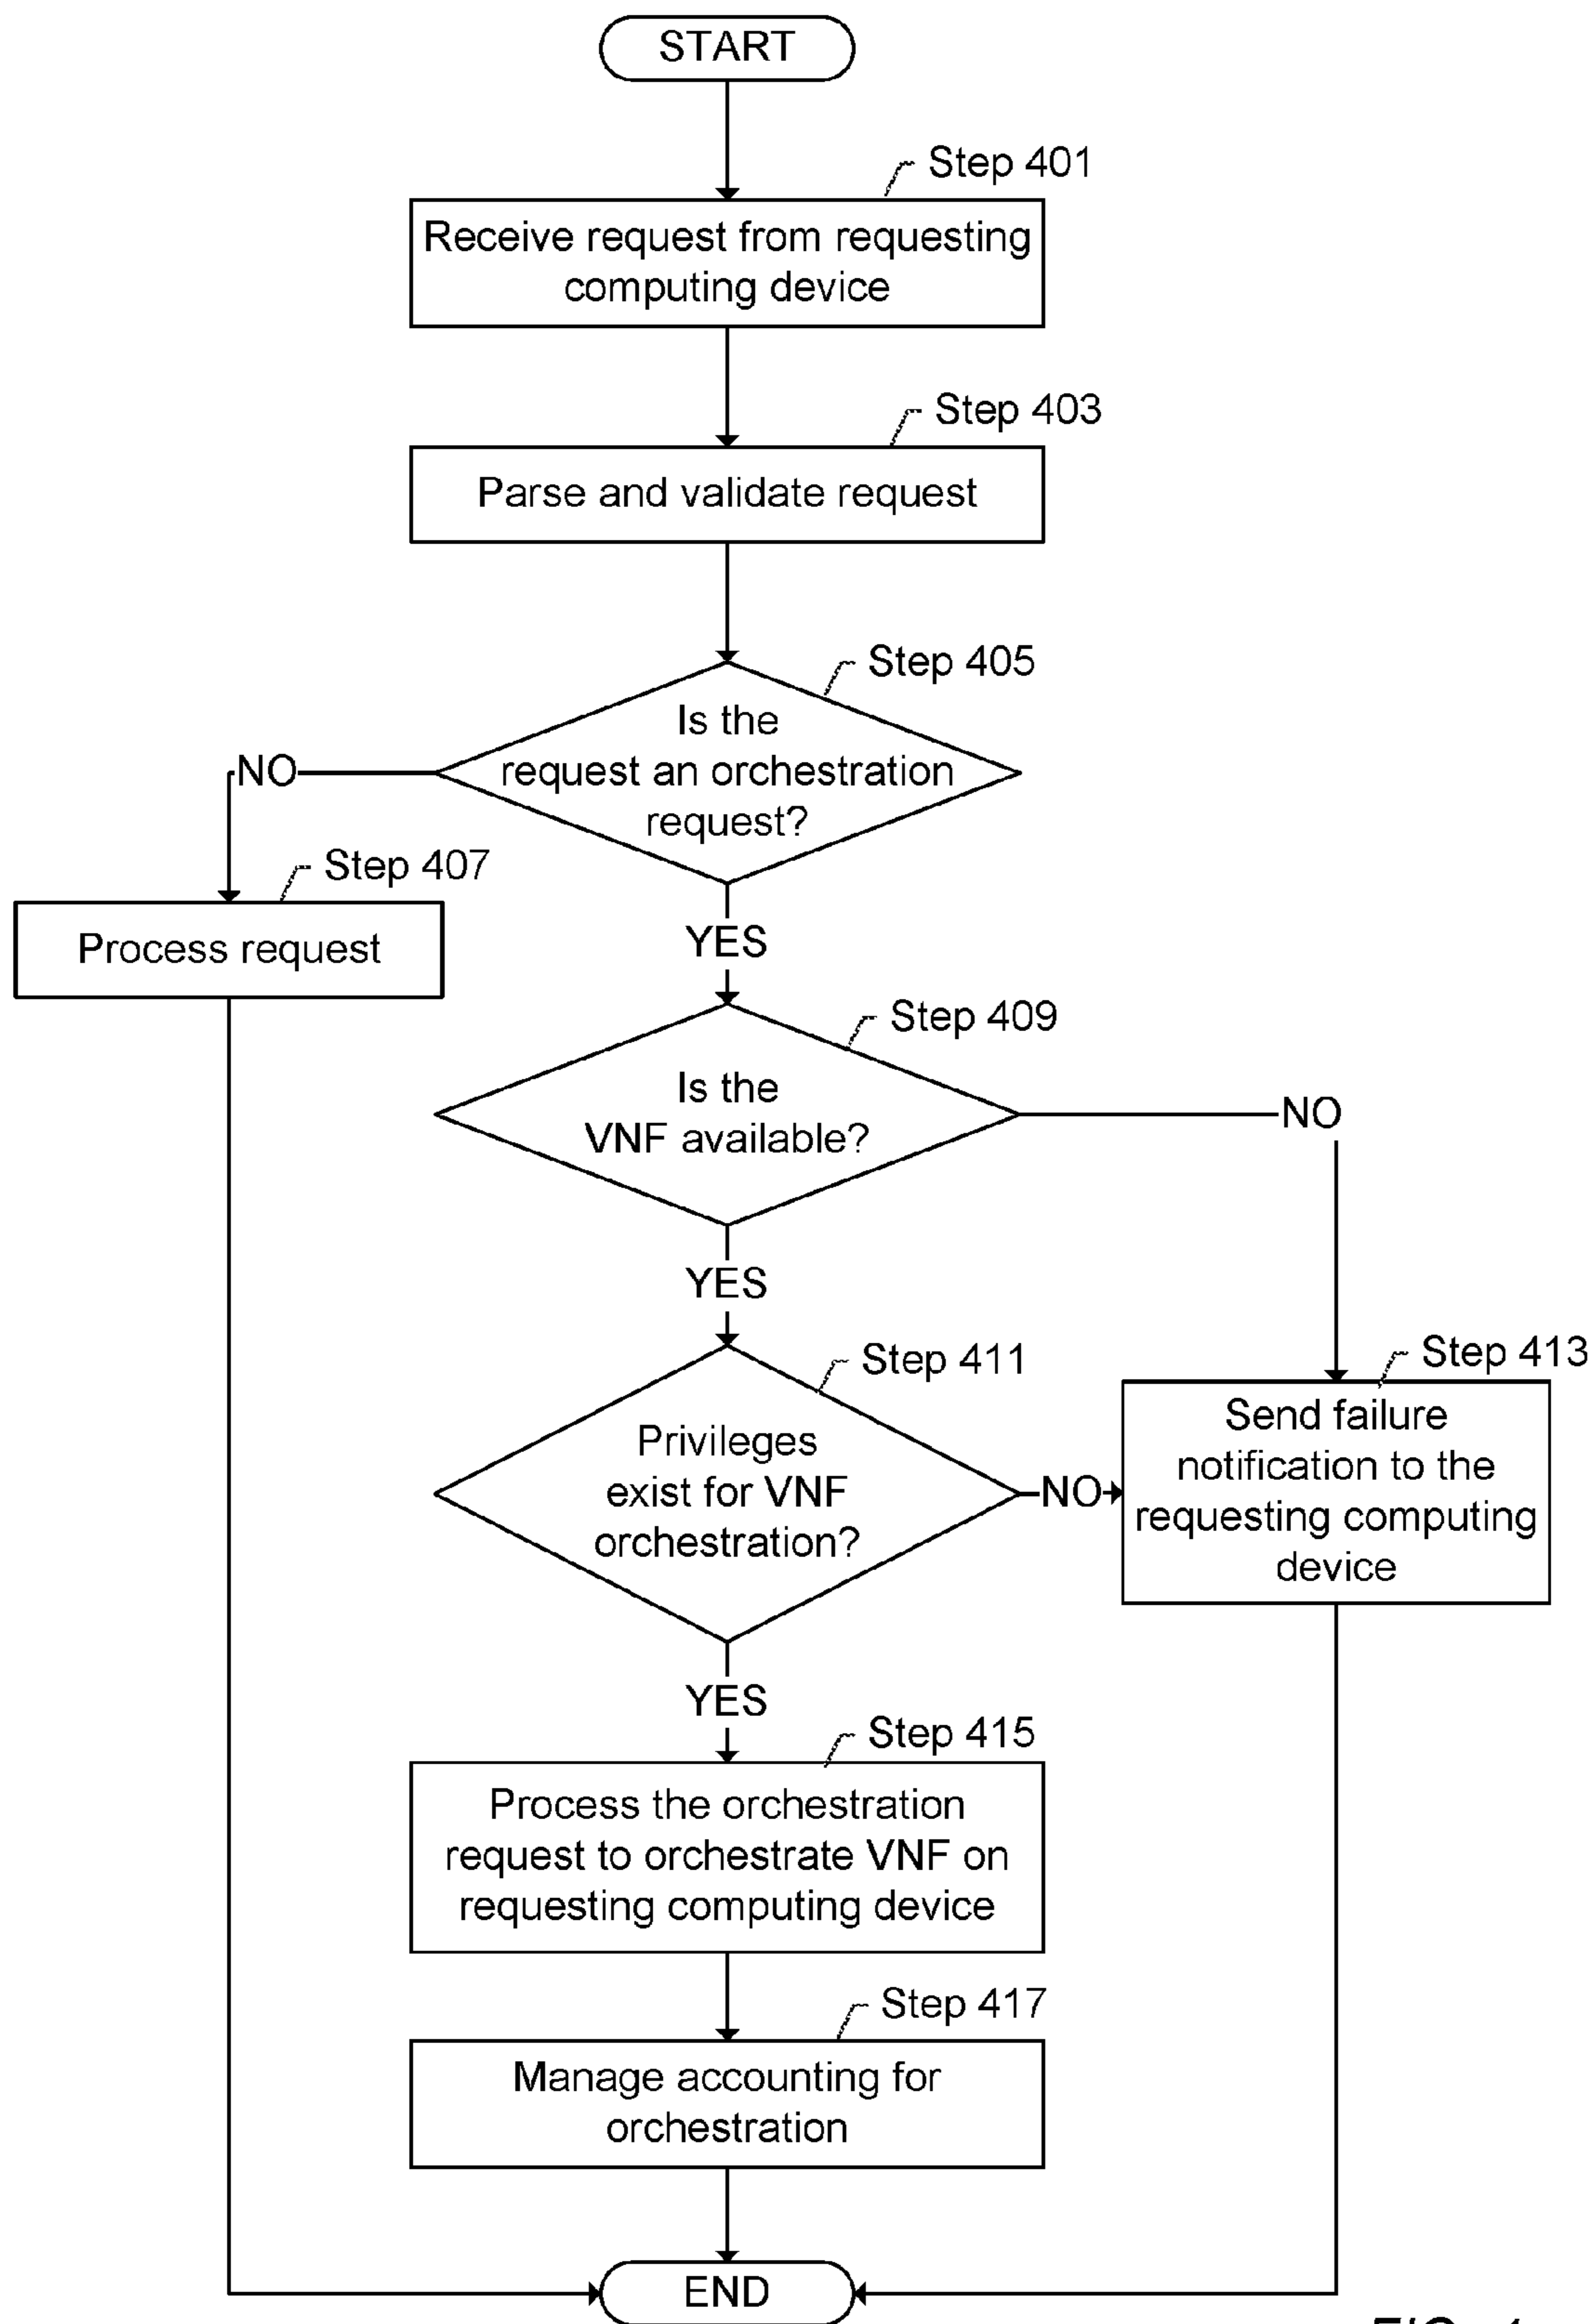 START
Step 401
Receive request from requesting
computing device
Step 403
Parse and validate request
Step 405
Is the
request an orchestration
request?
NO
Step 407
Process request
YES
Step 409
Is the
VNF available?
NO
YES
Step 411
Privileges
exist for VNF
orchestration?
NO
Step 413
Send failure
notification to the
requesting computing
device
YES
Step 415
Process the orchestration
request to orchestrate VNF on
requesting computing device
Step 417
Manage accounting for
orchestration
END